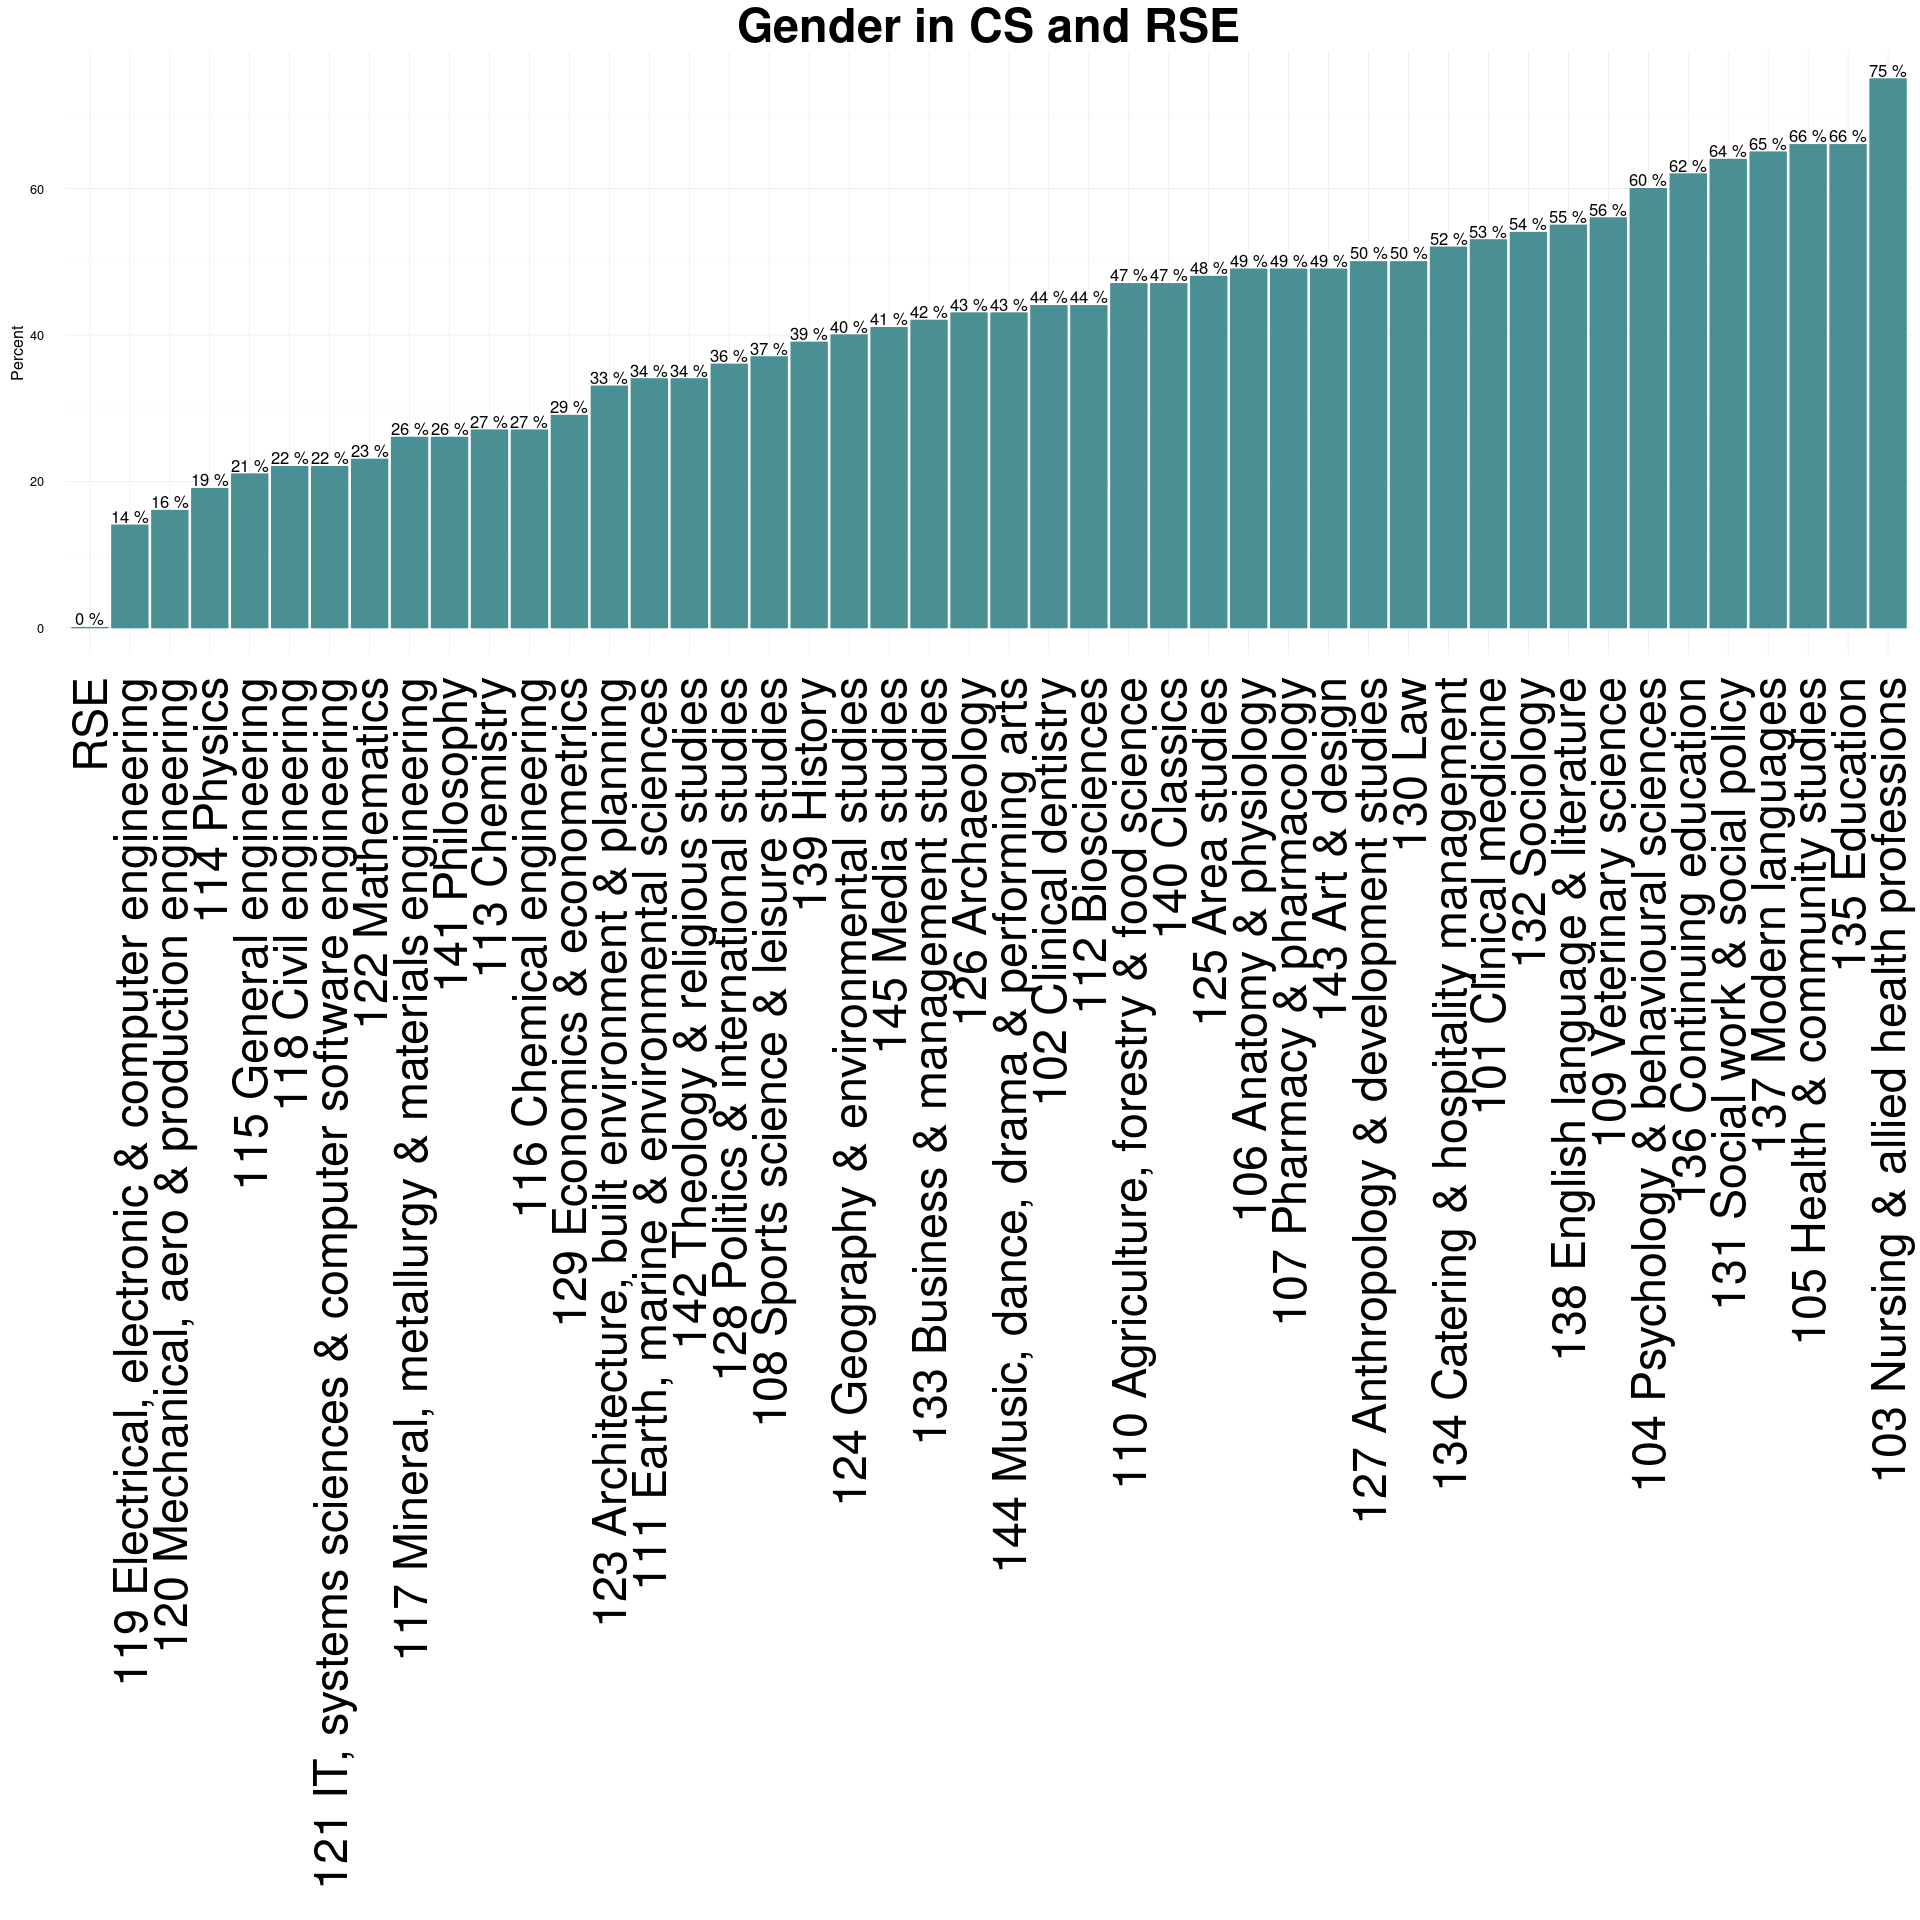 Gender in CS and RSE
Percent
60
40
20
0
0 %
14 %
16 %
19 %
21 %
22 %
22 %
23 %
26 %
26 %
27 %
27 %
29 %
33 %
34 %
34 %
36 %
37 %
39 %
40 %
41 %
42 %
43 %
43 %
44 %
44 %
47 %
47 %
48 %
49 %
49 %
49 %
50 %
50 %
52 %
53 %
54 %
55 %
56 %
60 %
62 %
64 %
65 %
66 %
66 %
75 %
RSE
119 Electrical, electronic & computer engineering
120 Mechanical, aero & production engineering
114 Physics
115 General engineering
118 Civil engineering
121 IT, systems sciences & computer software engineering
122 Mathematics
117 Mineral, metallurgy & materials engineering
141 Philosophy
113 Chemistry
116 Chemical engineering
129 Economics & econometrics
123 Architecture, built environment & planning
111 Earth, marine & environmental sciences
142 Theology & religious studies
128 Politics & international studies
108 Sports science & leisure studies
139 History
124 Geography & environmental studies
145 Media studies
133 Business & management studies
126 Archaeology
144 Music, dance, drama & performing arts
102 Clinical dentistry
112 Biosciences
110 Agriculture, forestry & food science
140 Classics
125 Area studies
106 Anatomy & physiology
107 Pharmacy & pharmacology
143 Art & design
127 Anthropology & development studies
130 Law
134 Catering & hospitality management
101 Clinical medicine
132 Sociology
138 English language & literature
109 Veterinary science
104 Psychology & behavioural sciences
136 Continuing education
131 Social work & social policy
137 Modern languages
105 Health & community studies
135 Education
103 Nursing & allied health professions